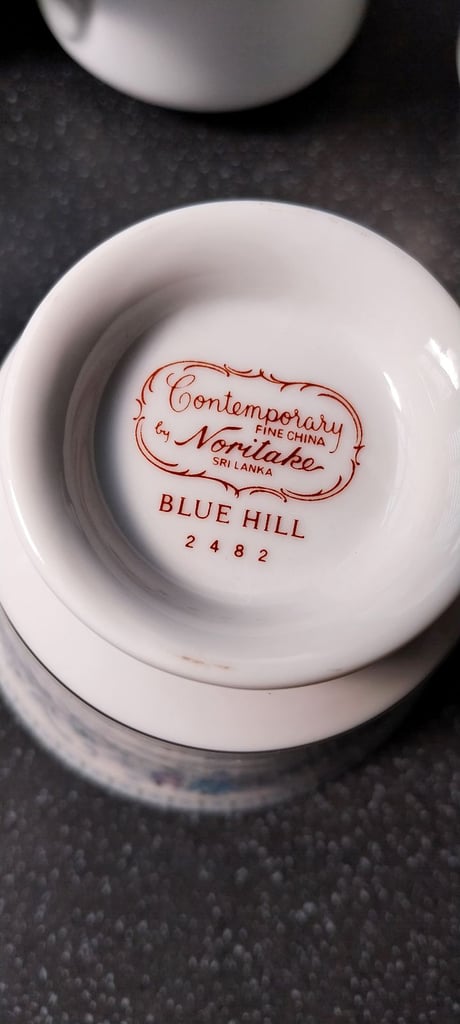 Contemporary
FINE CHINA
by Noritake
SRI LANKA
BLUE HILL
2482